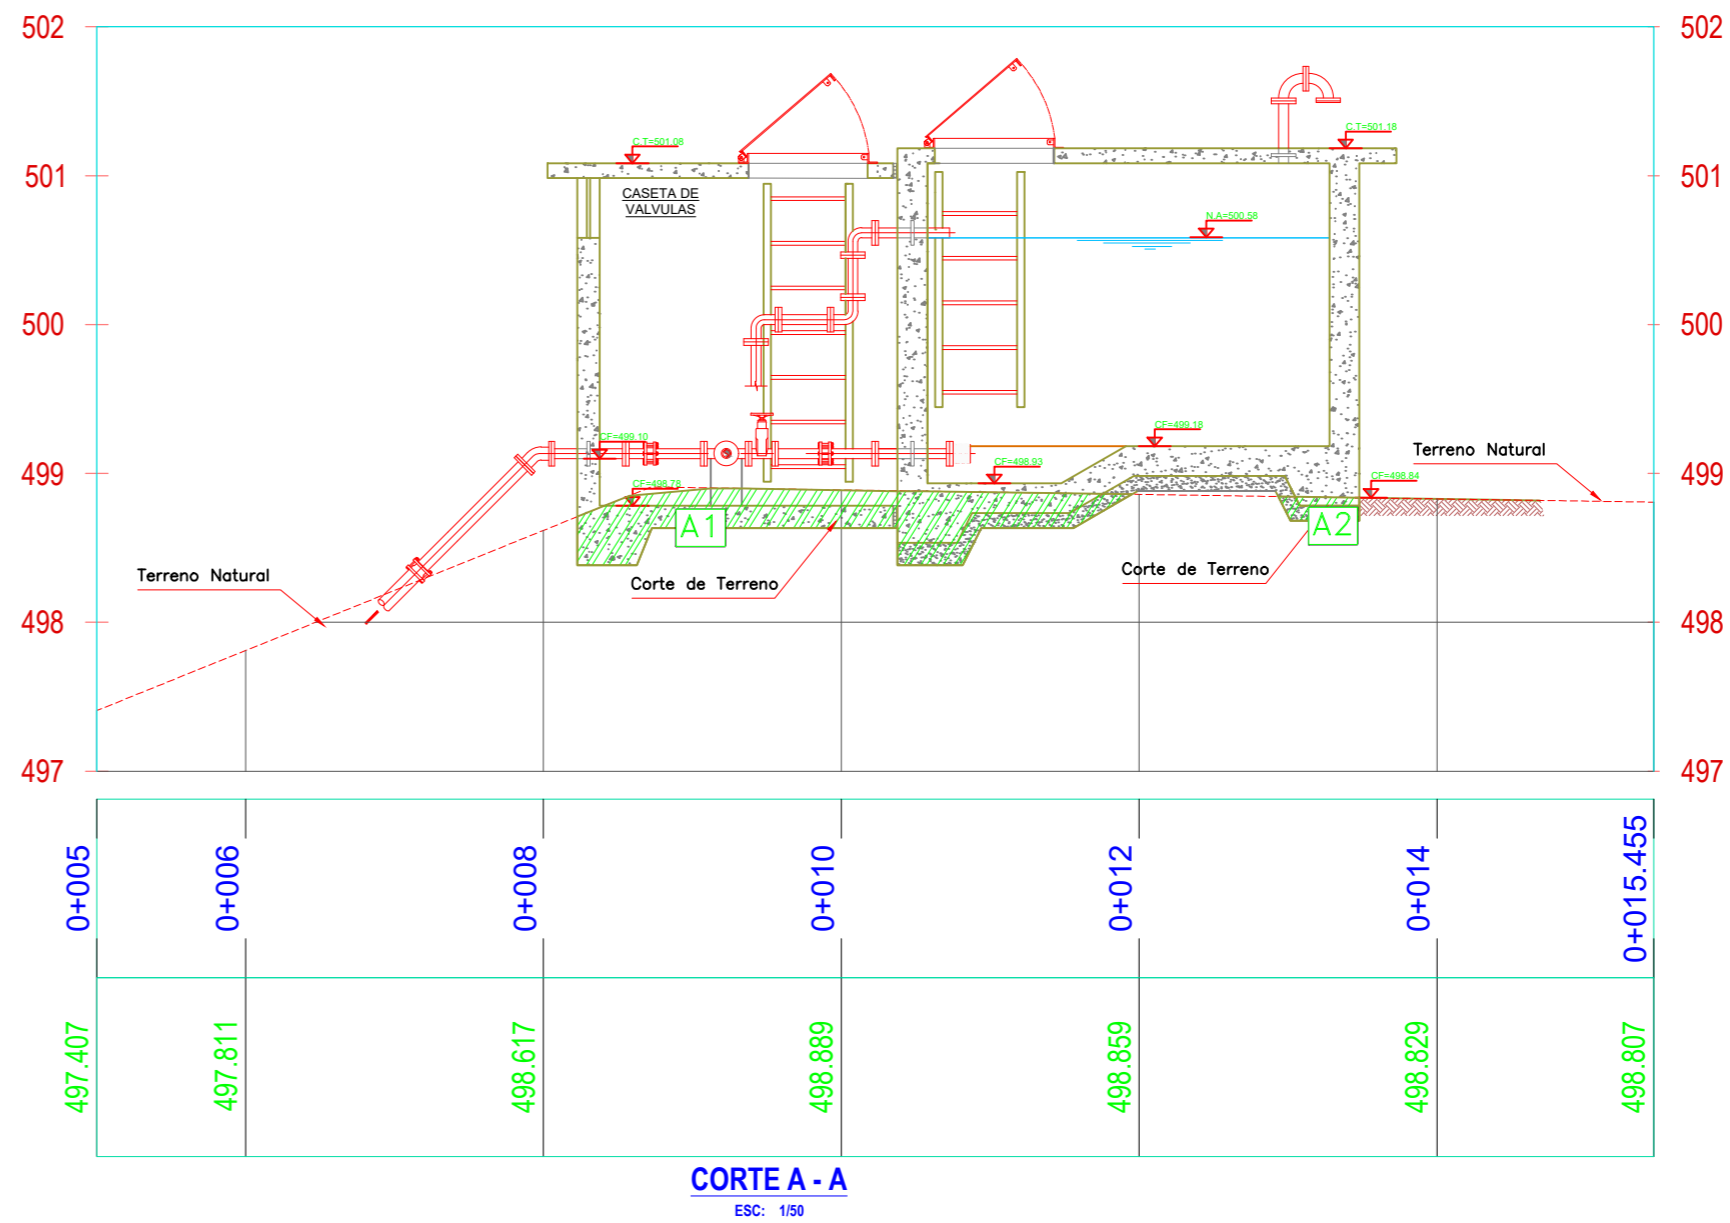 502
502
C.T=501.08
C.T=501.18
501
501
CASETA DE
VALVULAS
N.A=500.58
500
500
CF=499.10
CF=499.18
Terreno Natural
CF=498.93
499
499
CF=498.78
CF=498.84
A1
A2
Terreno Natural
Corte de Terreno
Corte de Terreno
498
498
497
497
0+005
0+006
0+008
0+010
0+012
0+014
0+015.455
497.407
497.811
498.617
498.889
498.859
498.829
498.807
CORTE A - A
ESC: 1/50